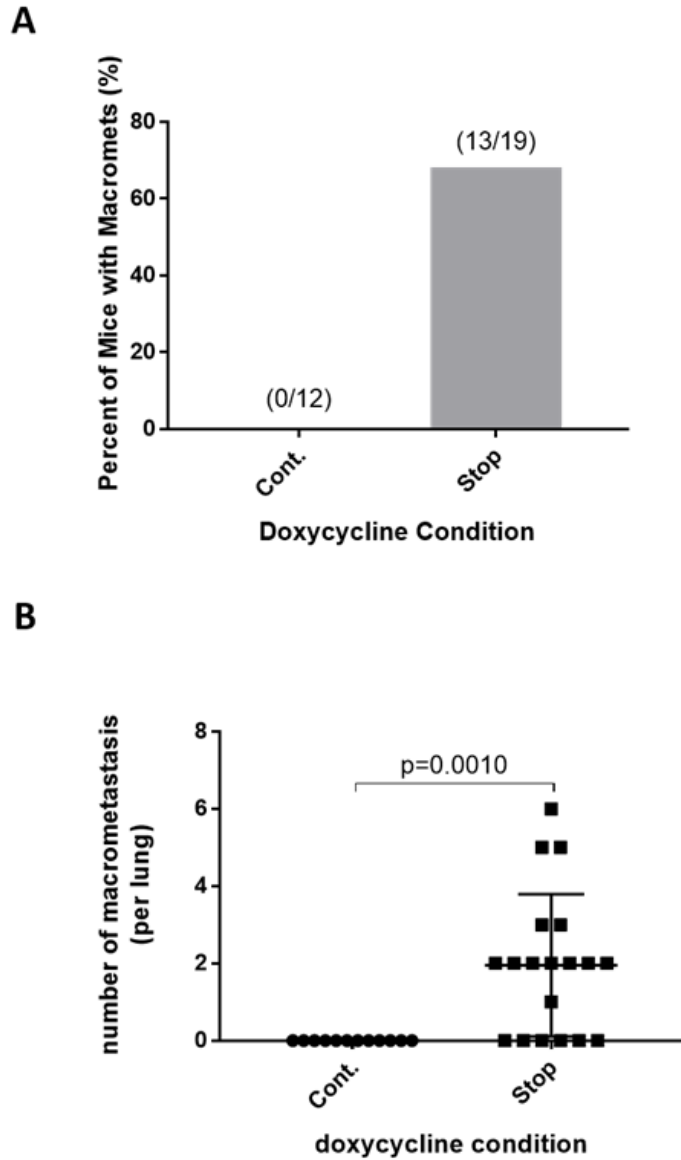 A
Percent of Mice with Macromets (%)
80
60
40
20
0
(0/12)
(13/19)
Cont.
Stop
Doxycycline Condition
B
number of macrometastasis
(per lung)
8
6
4
2
0
p=0.0010
Cont.
Stop
doxycycline condition